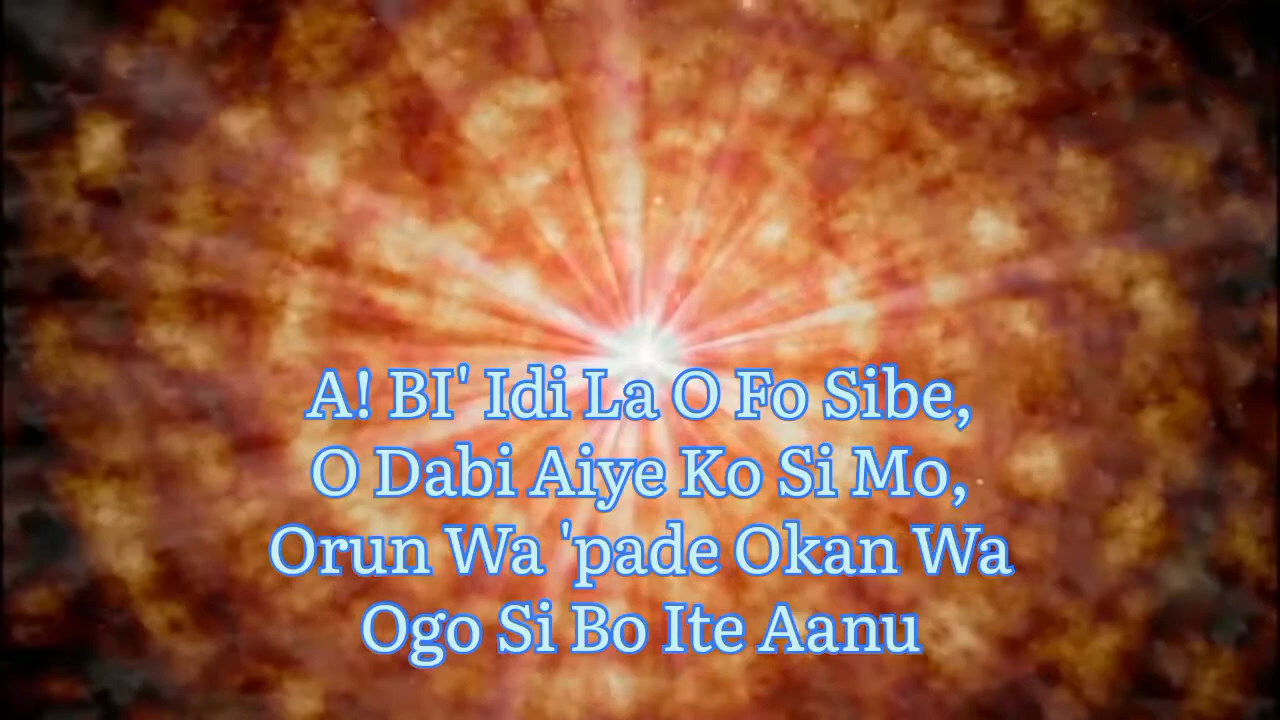 A! BI' Idi La O Fo Sibe,
O Dabi Aiye Ko Si Mo,
Orun Wa 'pade Okan Wa
Ogo Si Bo Ite Aanu